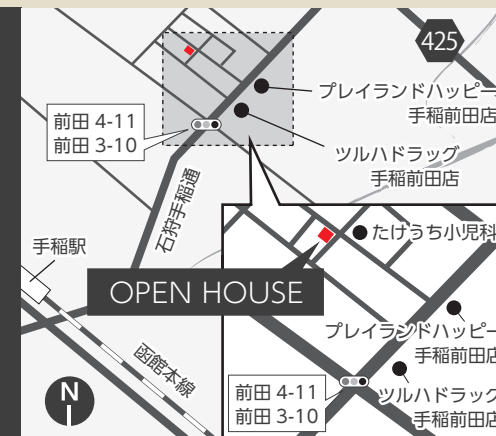 425
プレイランドハッピー
手稲前田店
前田 4-11
前田 3-10
ツルハドラッグ
手稲前田店
石狩手稲通
手稲駅
たけうち小児科
OPEN HOUSE
プレイランドハッピー
手稲前田店
函館本線
前田 4-11
前田 3-10
ツルハドラッグ
手稲前田店
N